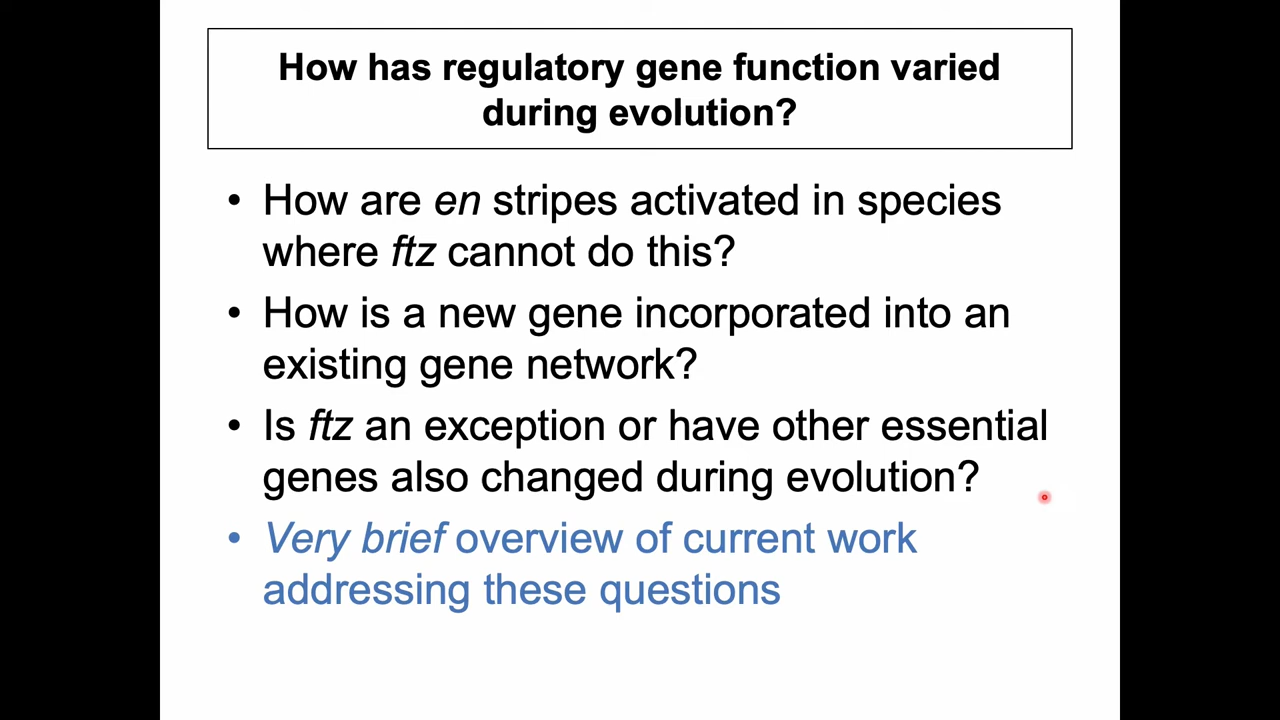 How has regulatory gene function varied
during evolution?
• How are en stripes activated in species
where ftz cannot do this?
• How is a new gene incorporated into an
existing gene network?
• Is ftz an exception or have other essential
genes also changed during evolution?
• Very brief overview of current work
addressing these questions